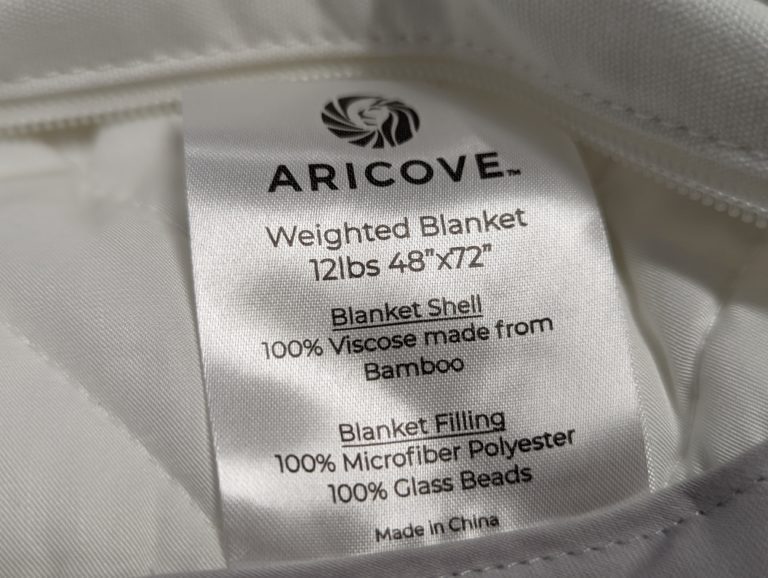 ARICOVE™
Weighted Blanket
12lbs 48"x72"
Blanket Shell
100% Viscose made from
Bamboo
Blanket Filling
100% Microfiber Polyester
100% Glass Beads
Made in China